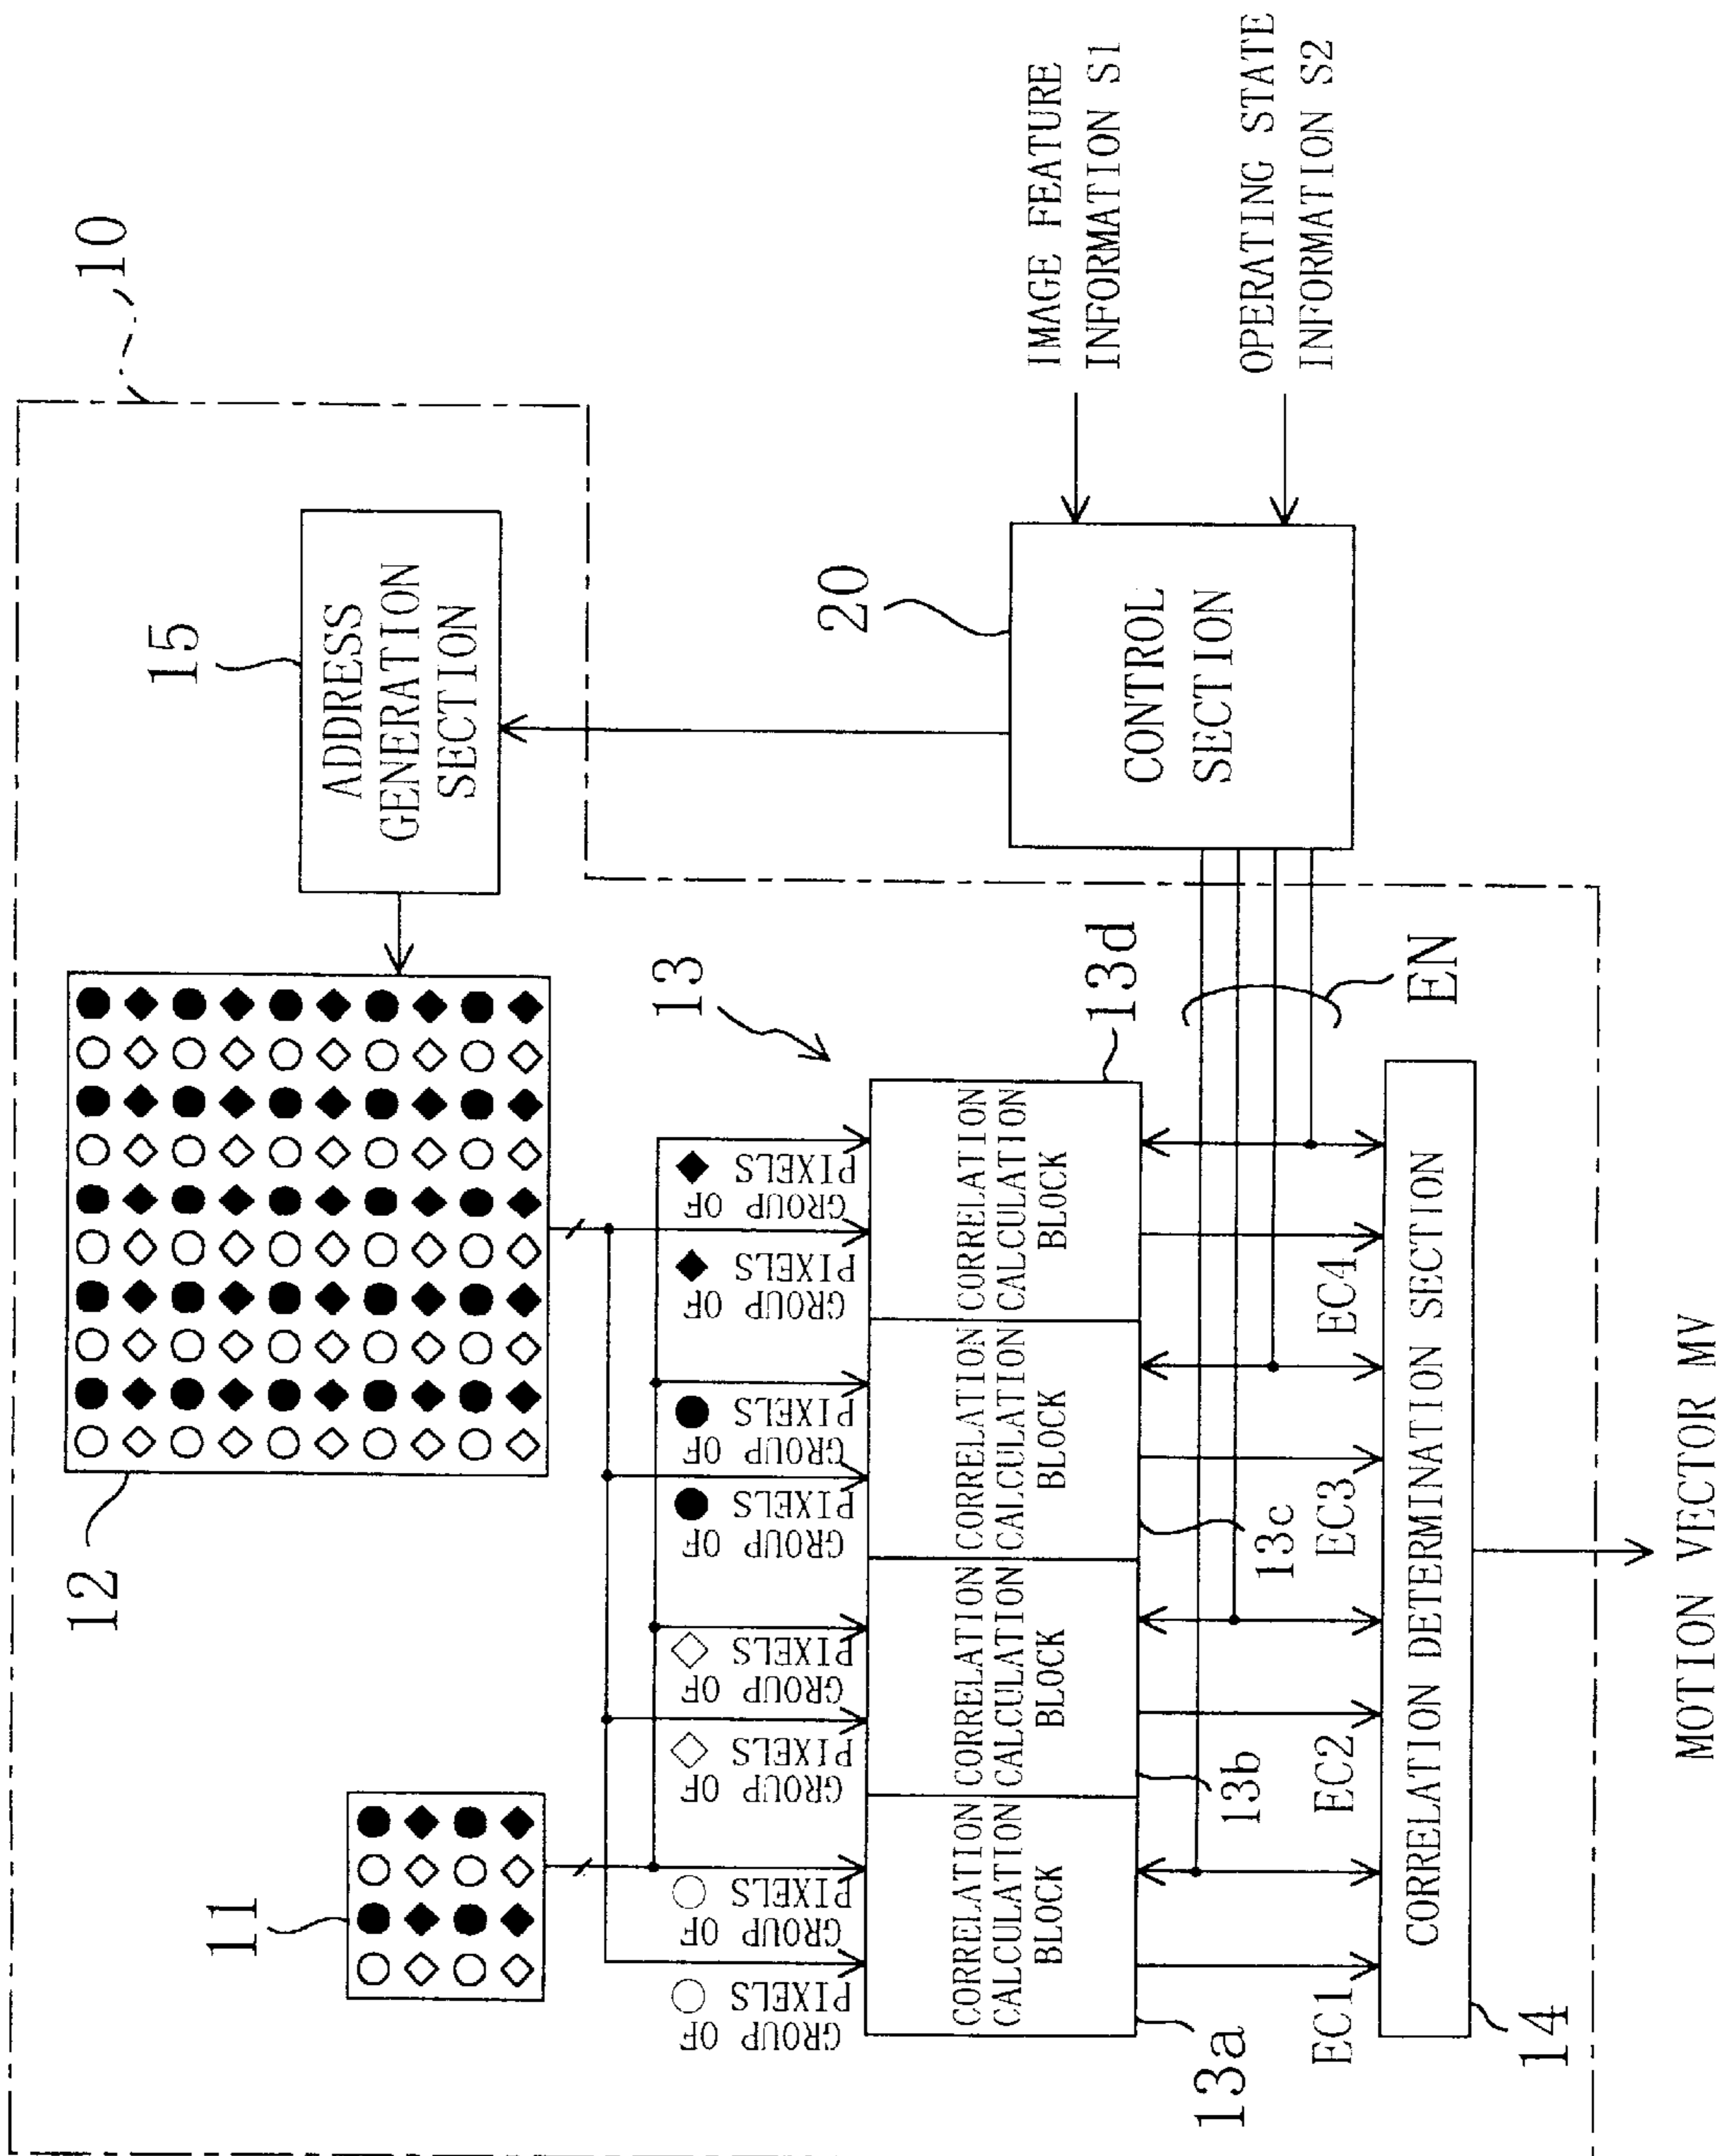 10
11
12
15
ADDRESS
GENERATION
SECTION
20
CONTROL
SECTION
IMAGE FEATURE
INFORMATION S1
OPERATING STATE
INFORMATION S2
13
GROUP OF
PIXELS ○
GROUP OF
PIXELS ○
GROUP OF
PIXELS ◇
GROUP OF
PIXELS ◇
GROUP OF
PIXELS ●
GROUP OF
PIXELS ●
GROUP OF
PIXELS ◆
GROUP OF
PIXELS ◆
CORRELATION
CALCULATION
BLOCK
CORRELATION
CALCULATION
BLOCK
CORRELATION
CALCULATION
BLOCK
CORRELATION
CALCULATION
BLOCK
13a
13b
13c
13d
EN
EC1
EC2
EC3
EC4
CORRELATION DETERMINATION SECTION
14
MOTION VECTOR MV